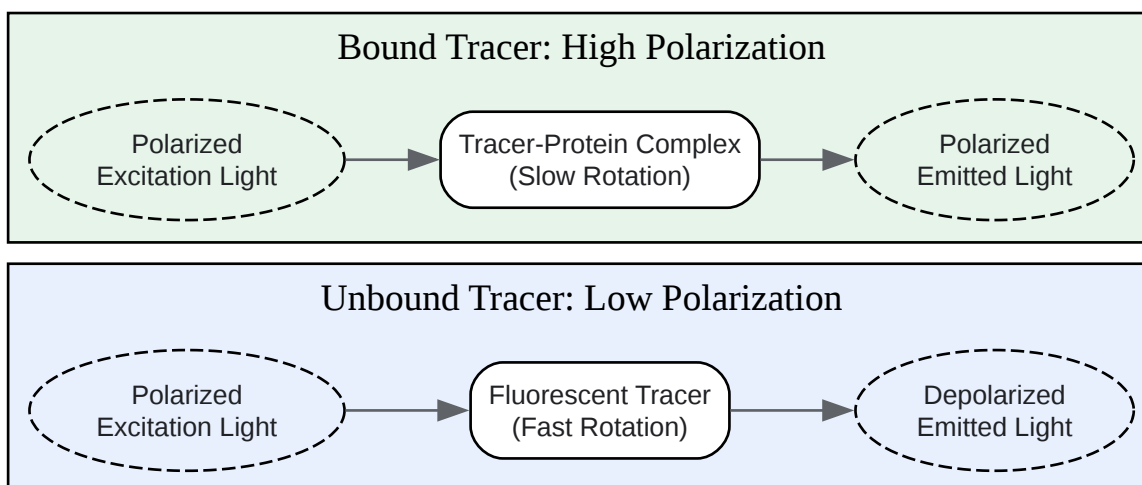 Bound Tracer: High Polarization
Polarized
Excitation Light
Tracer-Protein Complex
(Slow Rotation)
Polarized
Emitted Light
Unbound Tracer: Low Polarization
Polarized
Excitation Light
Fluorescent Tracer
(Fast Rotation)
Depolarized
Emitted Light